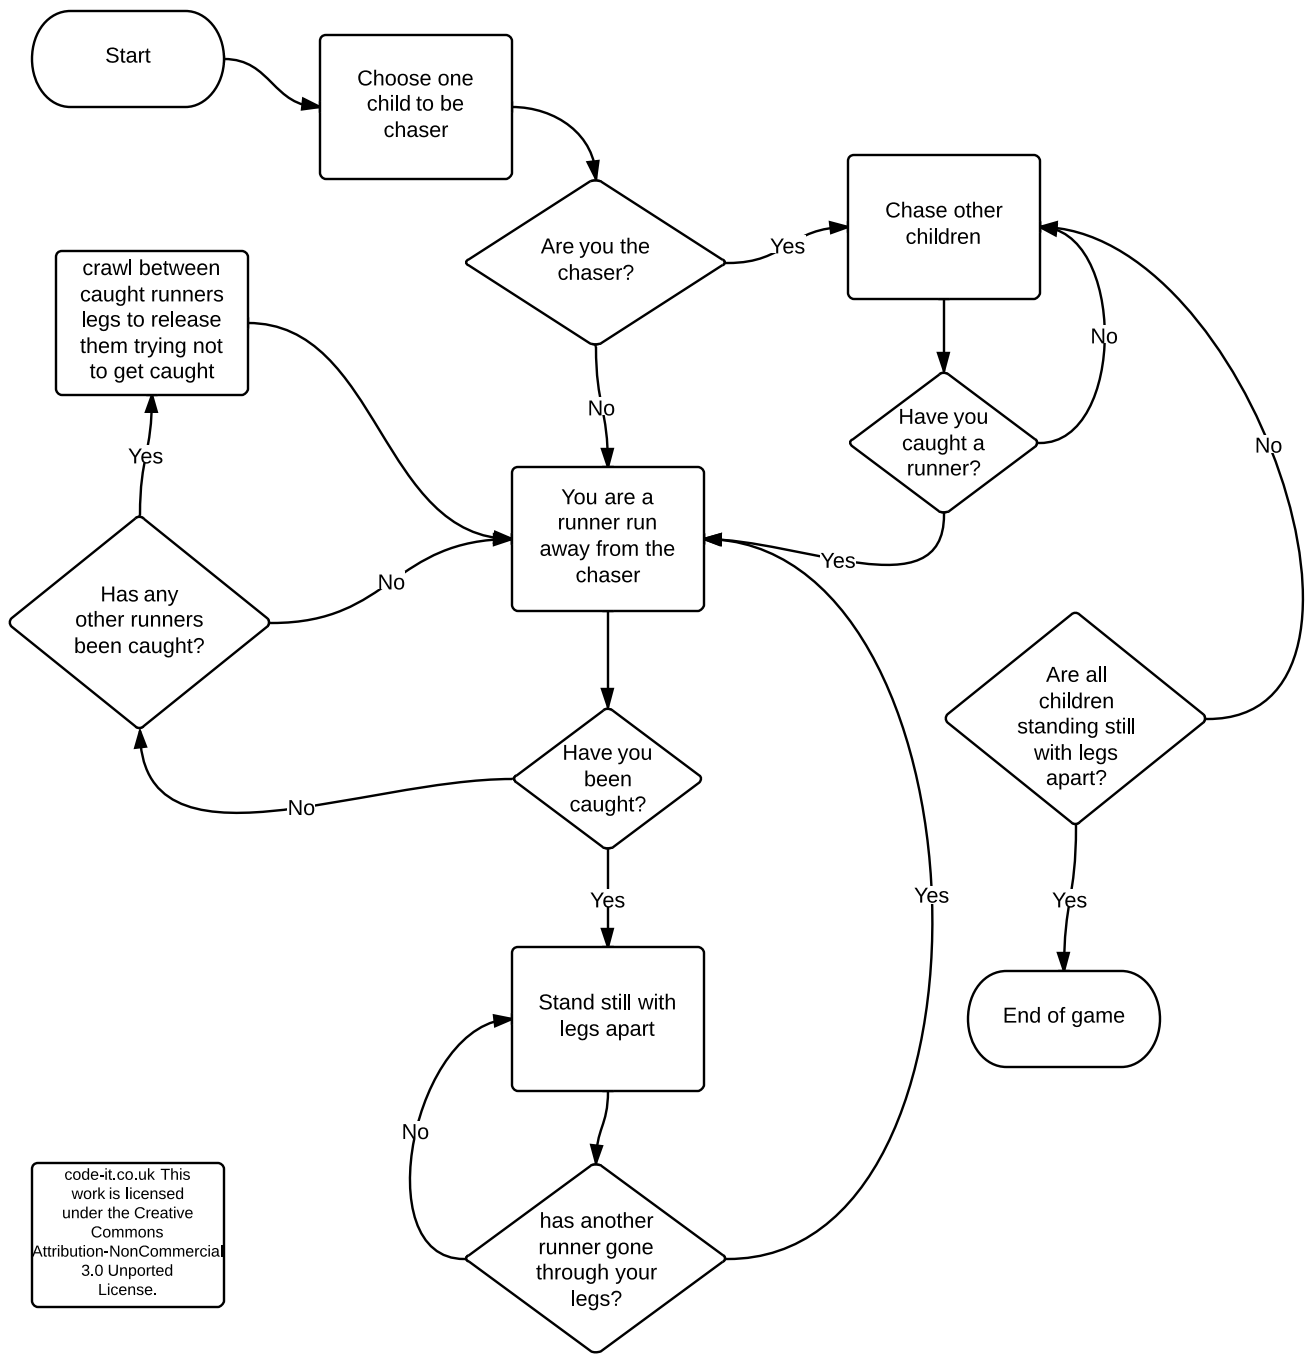 Start
Choose one
child to be
chaser
Are you the
chaser?
Yes
Chase other
children
No
Have you
caught a
runner?
No
Yes
No
crawl between
caught runners
legs to release
them trying not
to get caught
Yes
Has any
other runners
been caught?
No
You are a
runner run
away from the
chaser
Have you
been
caught?
No
Yes
Stand still with
legs apart
No
has another
runner gone
through your
legs?
Yes
Are all
children
standing still
with legs
apart?
Yes
End of game
code-it.co.uk This
work is licensed
under the Creative
Commons
Attribution-NonCommercial
3.0 Unported
License.